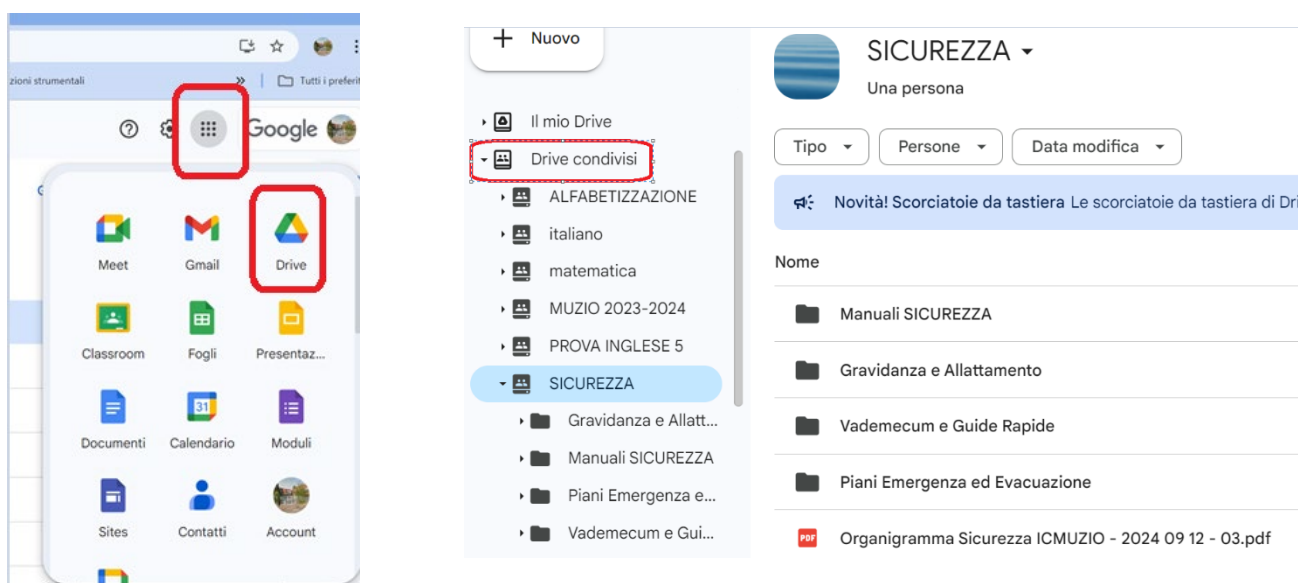 zioni strumentali
»
Tutti i preferit
Google
Meet
Gmail
Drive
Classroom
Fogli
Presentaz...
31
Documenti
Calendario
Moduli
Sites
Contatti
Account
+ Nuovo
Il mio Drive
Drive condivisi
ALFABETIZZAZIONE
italiano
matematica
MUZIO 2023-2024
PROVA INGLESE 5
SICUREZZA
Gravidanza e Allatt...
Manuali SICUREZZA
Piani Emergenza e...
Vademecum e Gui...
SICUREZZA
Una persona
Tipo
Persone
Data modifica
Novità! Scorciatoie da tastiera Le scorciatoie da tastiera di Dri
Nome
Manuali SICUREZZA
Gravidanza e Allattamento
Vademecum e Guide Rapide
Piani Emergenza ed Evacuazione
PDF
Organigramma Sicurezza ICMUZIO - 2024 09 12 - 03.pdf